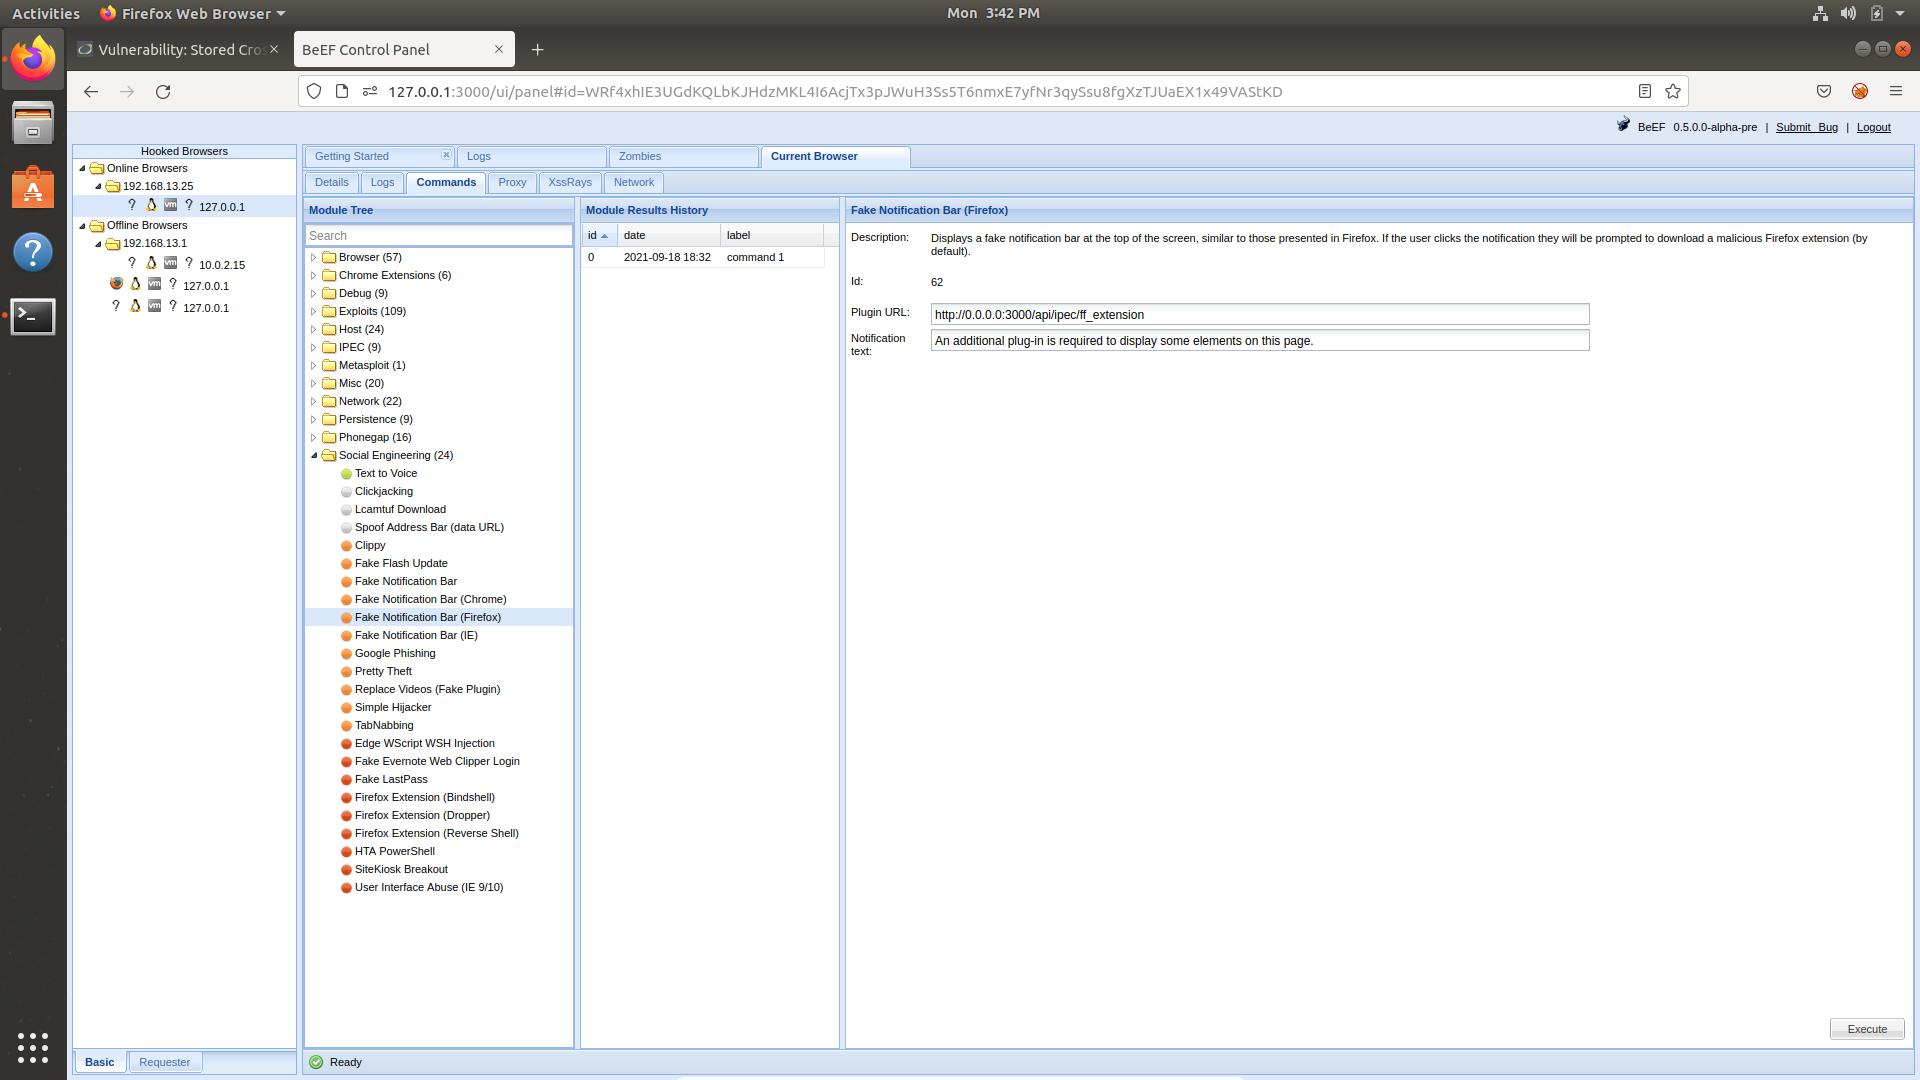 Activities
Firefox Web Browser
Mon 3:42 PM
Vulnerability: Stored Cros
BeEF Control Panel
127.0.0.1:3000/ui/panel#id=WRf4xhIE3UGdKQLbKJHdzMKL4I6AcjTx3pJWuH3Ss5T6nmxE7yfNr3qySsu8fgXzTJUaEX1x49VAStKD
BeEF 0.5.0.0-alpha-pre | Submit Bug | Logout
Hooked Browsers
Online Browsers
192.168.13.25
? vm ? 127.0.0.1
Offline Browsers
192.168.13.1
? vm ? 10.0.2.15
vm ? 127.0.0.1
? vm ? 127.0.0.1
Basic
Requester
Getting Started
Logs
Zombies
Current Browser
Details
Logs
Commands
Proxy
XssRays
Network
Module Tree
Search
Browser (57)
Chrome Extensions (6)
Debug (9)
Exploits (109)
Host (24)
IPEC (9)
Metasploit (1)
Misc (20)
Network (22)
Persistence (9)
Phonegap (16)
Social Engineering (24)
Text to Voice
Clickjacking
Lcamtuf Download
Spoof Address Bar (data URL)
Clippy
Fake Flash Update
Fake Notification Bar
Fake Notification Bar (Chrome)
Fake Notification Bar (Firefox)
Fake Notification Bar (IE)
Google Phishing
Pretty Theft
Replace Videos (Fake Plugin)
Simple Hijacker
TabNabbing
Edge WScript WSH Injection
Fake Evernote Web Clipper Login
Fake LastPass
Firefox Extension (Bindshell)
Firefox Extension (Dropper)
Firefox Extension (Reverse Shell)
HTA PowerShell
SiteKiosk Breakout
User Interface Abuse (IE 9/10)
Module Results History
id date label
0 2021-09-18 18:32 command 1
Fake Notification Bar (Firefox)
Description: Displays a fake notification bar at the top of the screen, similar to those presented in Firefox. If the user clicks the notification they will be prompted to download a malicious Firefox extension (by
default).
Id: 62
Plugin URL: http://0.0.0.0:3000/api/ipec/ff_extension
Notification
text: An additional plug-in is required to display some elements on this page.
Execute
Ready